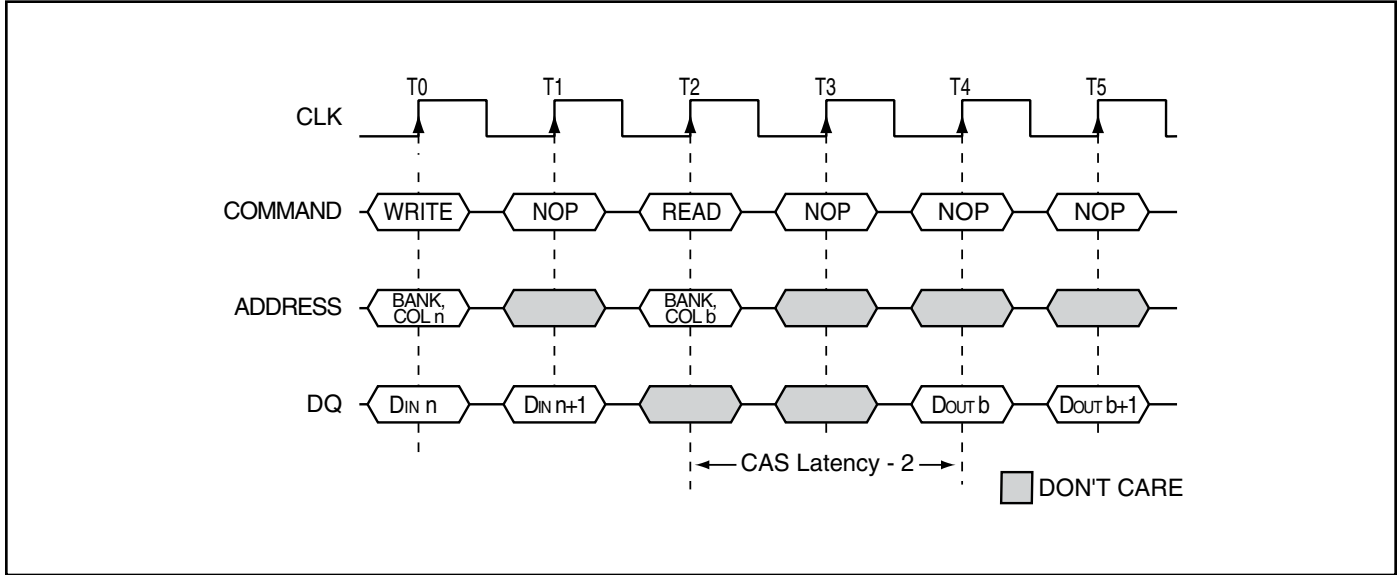 T0 T1 T2 T3 T4 T5
CLK
COMMAND WRITE NOP READ NOP NOP NOP
ADDRESS BANK, COL n BANK, COL b
DQ DIN n DIN n+1 DOUT b DOUT b+1
CAS Latency - 2
DON'T CARE